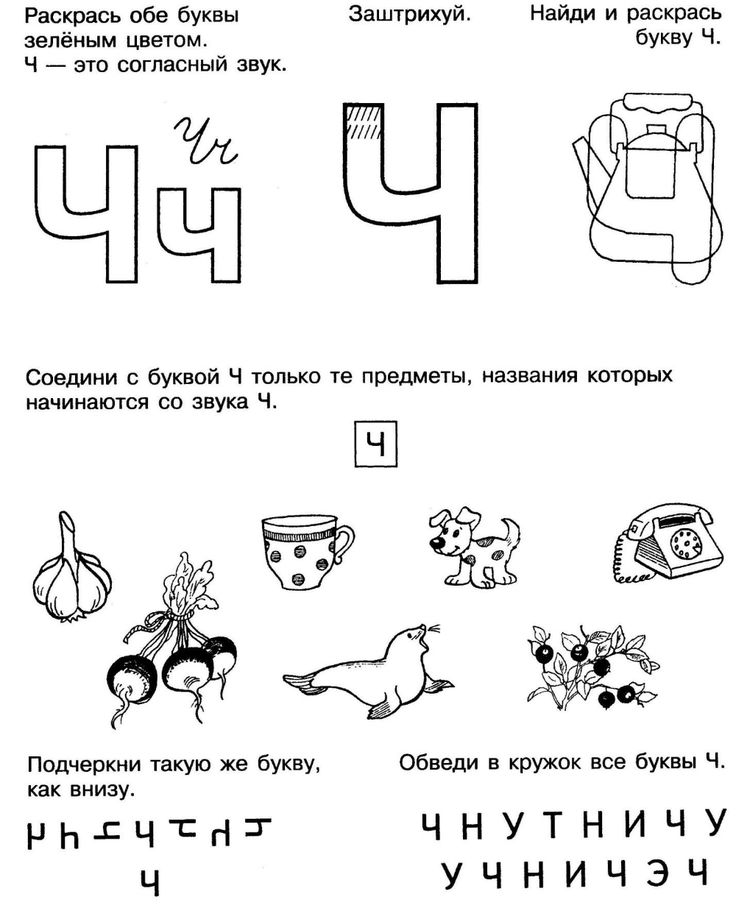 Раскрась обе буквы
зелёным цветом.
Ч — это согласный звук.
Заштрихуй.
Найди и раскрась
букву Ч.
Чч
Ч ч
Ч
Соедини с буквой Ч только те предметы, названия которых
начинаются со звука Ч.
Ч
Подчеркни такую же букву,
как внизу.
Ч
Ч
Обведи в кружок все буквы Ч.
Ч Н У Т Н И Ч У
У Ч Н И Ч Э Ч